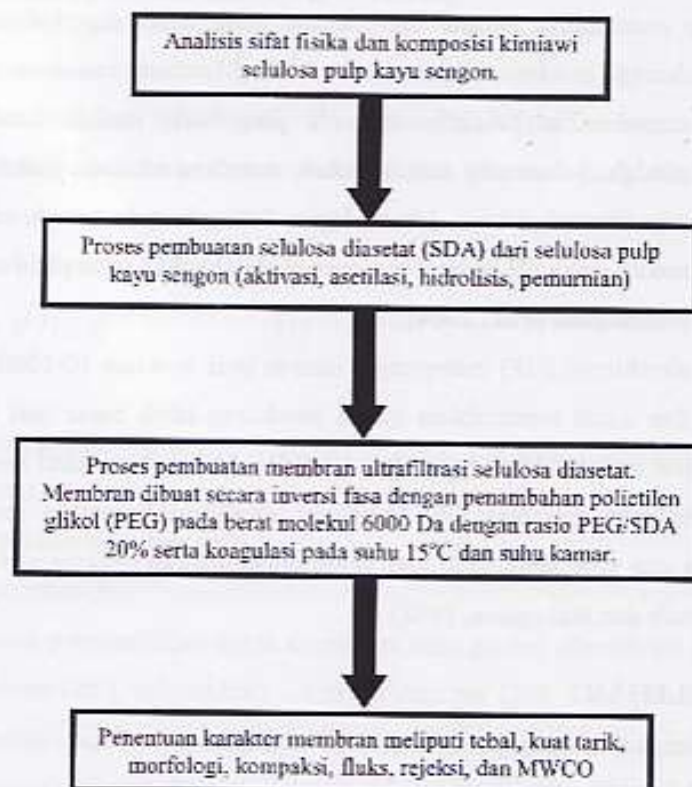 Analisis sifat fisika dan komposisi kimiawi
selulosa pulp kayu sengon.
Proses pembuatan selulosa diasetat (SDA) dari selulosa pulp
kayu sengon (aktivasi, asetilasi, hidrolisis, pemurnian)
Proses pembuatan membran ultrafiltrasi selulosa diasetat.
Membran dibuat secara inversi fasa dengan penambahan polietilen
glikol (PEG) pada berat molekul 6000 Da dengan rasio PEG/SDA
20% serta koagulasi pada suhu 15°C dan suhu kamar.
Penentuan karakter membran meliputi tebal, kuat tarik,
morfologi, kompaksi, fluks, rejeksi, dan MWCO